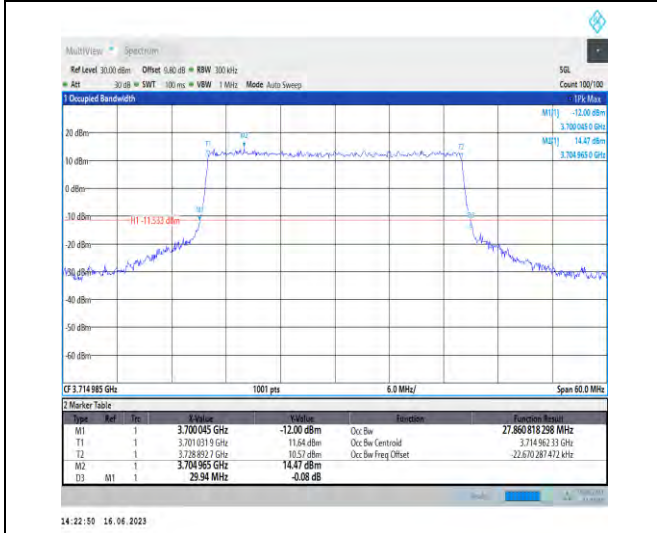 MultiView Spectrum
Ref Level 30.00 dBm Offset 9.80 dB RBW 300 kHz SGL
Att 30 dB SWT 100 ms VBW 1 MHz Mode Auto Sweep Count 100/100
1 Occupied Bandwidth 1Pk Max
M1[1] -12.00 dBm
3.700 045 0 GHz
M2[1] 14.47 dBm
3.704 965 0 GHz
T1
M2
T2
20 dBm
10 dBm
0 dBm
-10 dBm
H1 -11.532 dBm
-20 dBm
-30 dBm
-40 dBm
-50 dBm
-60 dBm
CF 3.714 985 GHz 1001 pts 6.0 MHz/ Span 60.0 MHz
2 Marker Table
Type Ref Trc X-Value Y-Value Function Function Result
M1 1 3.700045 GHz -12.00 dBm Occ Bw 27.860 818 298 MHz
T1 1 3.701 031 9 GHz 11.64 dBm Occ Bw Centroid 3.714 962 33 GHz
T2 1 3.728 892 7 GHz 10.57 dBm Occ Bw Freq Offset -22.670 287 472 kHz
M2 1 3.704 965 GHz 14.47 dBm
D3 M1 1 29.94 MHz -0.08 dB
14:22:50 16.06.2023